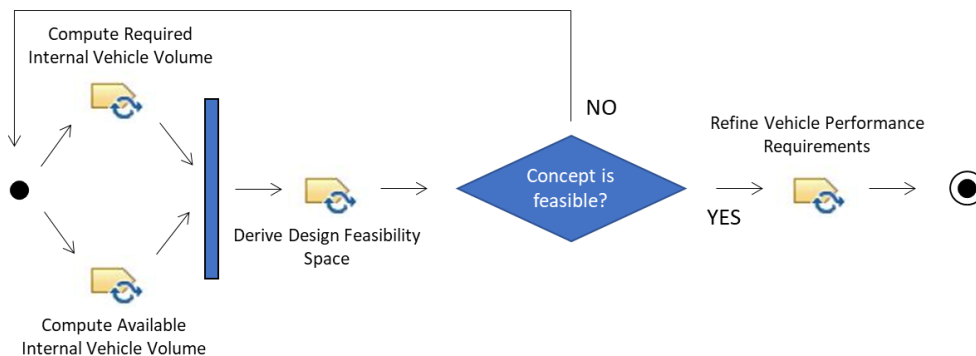 Compute Required
Internal Vehicle Volume
NO
Refine Vehicle Performance
Requirements
Concept is
feasible?
YES
Derive Design Feasibility
Space
Compute Available
Internal Vehicle Volume